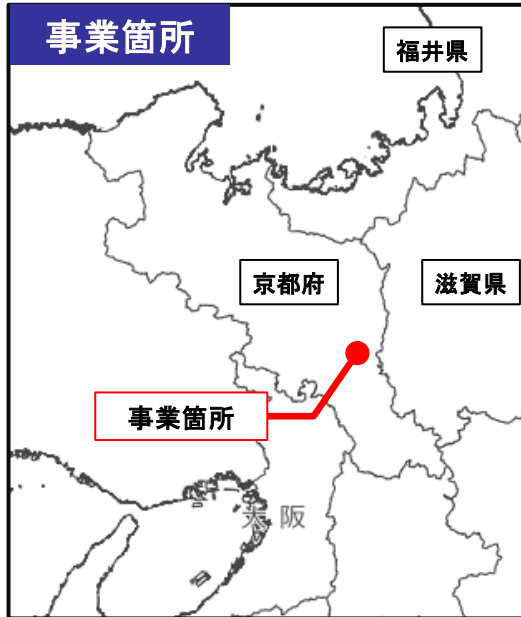 事業箇所
福井県
京都府
滋賀県
事業箇所
大阪